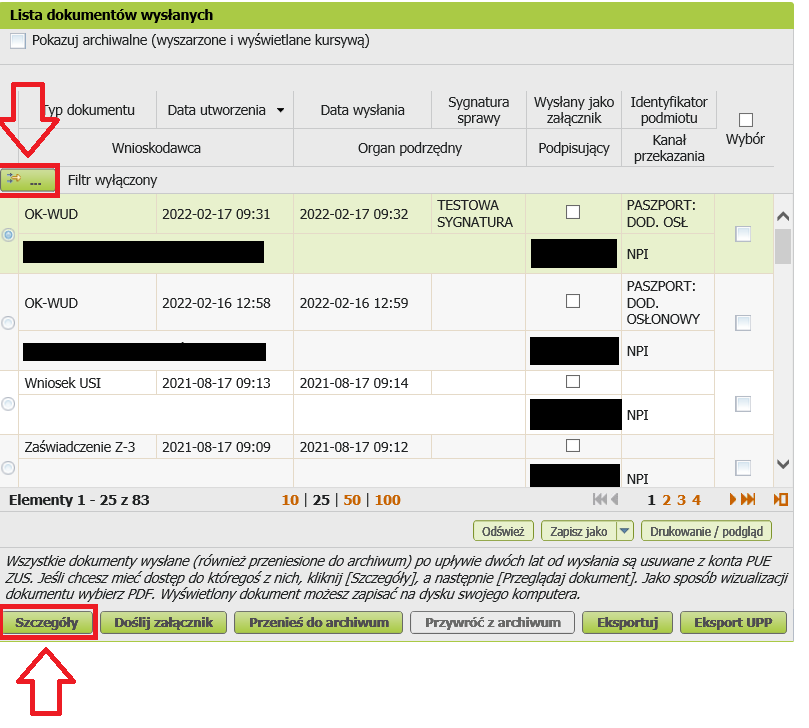 Lista dokumentów wysłanych
Pokazuj archiwalne (wyszarzone i wyświetlane kursywą)
Typ dokumentu Data utworzenia Data wysłania Sygnatura sprawy Wysłany jako załącznik Identyfikator podmiotu
Wybór
Wnioskodawca Organ podrzędny Podpisujący Kanał przekazania
... Filtr wyłączony
OK-WUD 2022-02-17 09:31 2022-02-17 09:32 TESTOWA SYGNATURA PASZPORT: DOD. OSŁ
NPI
OK-WUD 2022-02-16 12:58 2022-02-16 12:59 PASZPORT: DOD. OSŁONOWY
NPI
Wniosek USI 2021-08-17 09:13 2021-08-17 09:14
NPI
Zaświadczenie Z-3 2021-08-17 09:09 2021-08-17 09:12
NPI
Elementy 1 - 25 z 83 10 | 25 | 50 | 100 1 2 3 4
Odśwież Zapisz jako Drukowanie / podgląd
Wszystkie dokumenty wysłane (również przeniesione do archiwum) po upływie dwóch lat od wysłania są usuwane z konta PUE
ZUS. Jeśli chcesz mieć dostęp do któregoś z nich, kliknij [Szczegóły], a następnie [Przeglądaj dokument]. Jako sposób wizualizacji
dokumentu wybierz PDF. Wyświetlony dokument możesz zapisać na dysku swojego komputera.
Szczegóły Doślij załącznik Przenieś do archiwum Przywróć z archiwum Eksportuj Eksport UPP